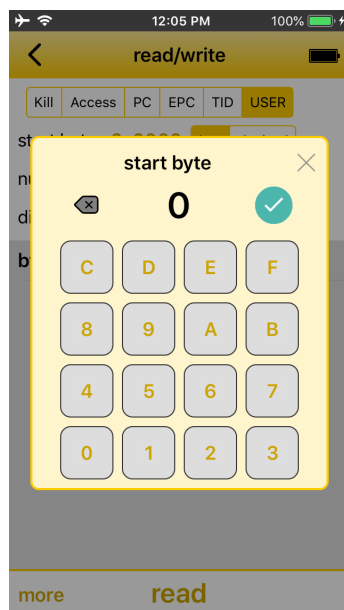 12:05 PM 100%
read/write
Kill Access PC EPC TID USER
start byte
0
C D E F
8 9 A B
4 5 6 7
0 1 2 3
more read